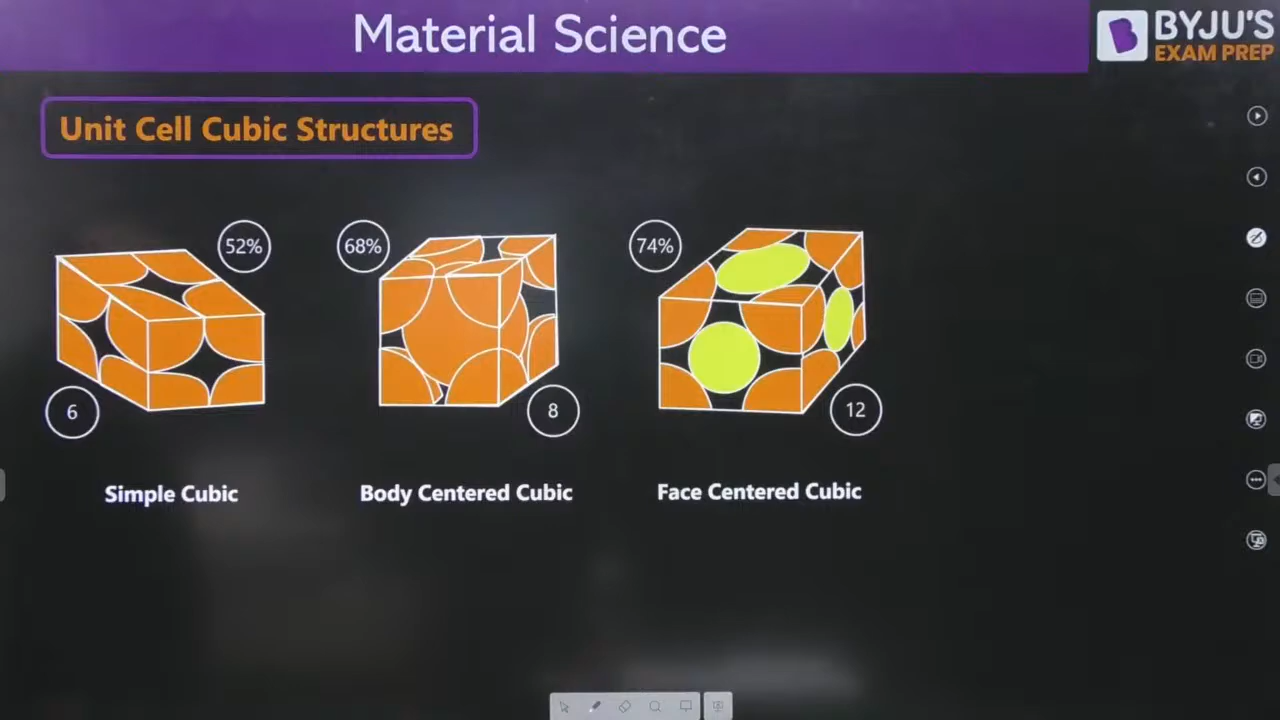 Material Science
BYJU'S
EXAM PREP
Unit Cell Cubic Structures
52%
68%
74%
6
8
12
Simple Cubic
Body Centered Cubic
Face Centered Cubic